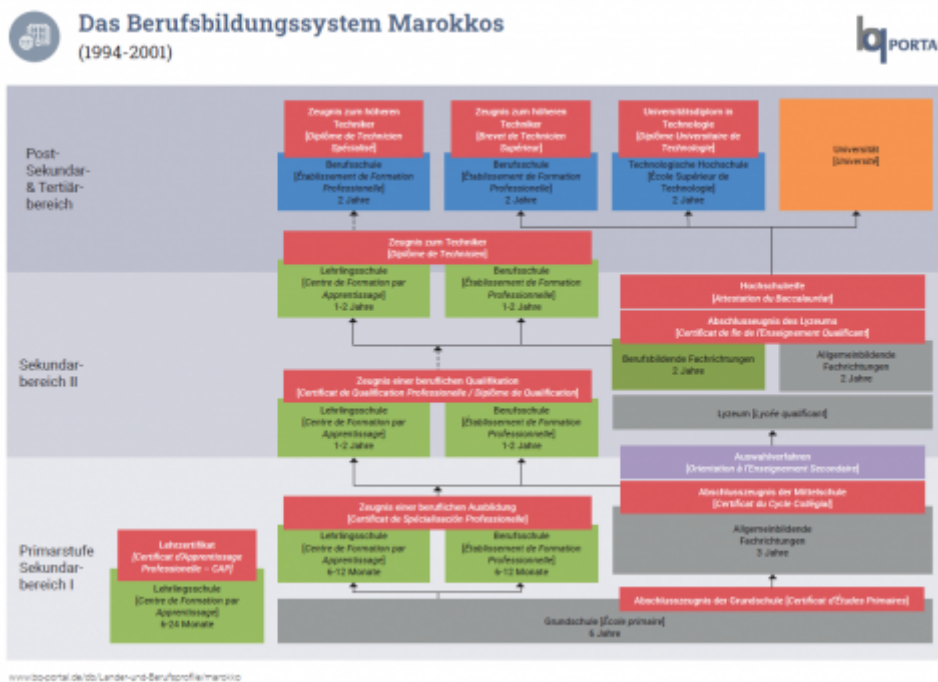 Das Berufsbildungssystem Marokkos
(1994-2001)
bq PORTAL
Post-
Sekundar-
& Tertiär-
bereich
Zeugnis zum höheren
Techniker
[Diplôme de Technicien
Spécialisé]
Berufsschule
[Établissement de Formation
Professionelle]
2 Jahre
Zeugnis zum höheren
Techniker
[Brevet de Technicien
Supérieur]
Berufsschule
[Établissement de Formation
Professionelle]
2 Jahre
Universitätsdiplom in
Technologie
[Diplôme Universitaire de
Technologie]
Technologische Hochschule
[École Supérieur de
Technologie]
2 Jahre
Universität
[Université]
Zeugnis zum Techniker
[Diplôme de Technicien]
Lehrlingsschule
[Centre de Formation par
Apprentissage]
1-2 Jahre
Berufsschule
[Établissement de Formation
Professionnelle]
1-2 Jahre
Hochschulreife
[Attestation du Baccalauréat]
Abschlusszeugnis des Lyzeums
[Certificat de fin de l'Enseignement Qualifiant]
Sekundar-
bereich II
Berufsbildende Fachrichtungen
2 Jahre
Allgemeinbildende
Fachrichtungen
2 Jahre
Zeugnis einer beruflichen Qualifikation
[Certificat de Qualification Professionelle / Diplôme de Qualification]
Lehrlingsschule
[Centre de Formation par
Apprentissage]
1-2 Jahre
Berufsschule
[Établissement de Formation
Professionnelle]
1-2 Jahre
Lyzeum [Lycée qualificant]
Auswahlverfahren
[Orientation à l'Enseignement Secondaire]
Abschlusszeugnis der Mittelschule
[Certificat du Cycle Collégial]
Zeugnis einer beruflichen Ausbildung
[Certificat de Spécialisación Professionelle]
Primarstufe
Sekundar-
bereich I
Lehrzertifikat
[Certificat d'Apprentissage
Professionelle – CAP]
Lehrlingsschule
[Centre de Formation par
Apprentissage]
6-24 Monate
Lehrlingsschule
[Centre de Formation par
Apprentissage]
6-12 Monate
Berufsschule
[Établissement de Formation
Professionnelle]
6-12 Monate
Allgemeinbildende
Fachrichtungen
3 Jahre
Abschlusszeugnis der Grundschule [Certificat d'Études Primaires]
Grundschule [École primaire]
6 Jahre
www.bq-portal.de/db/Länder-und-Berufsprofile/marokko